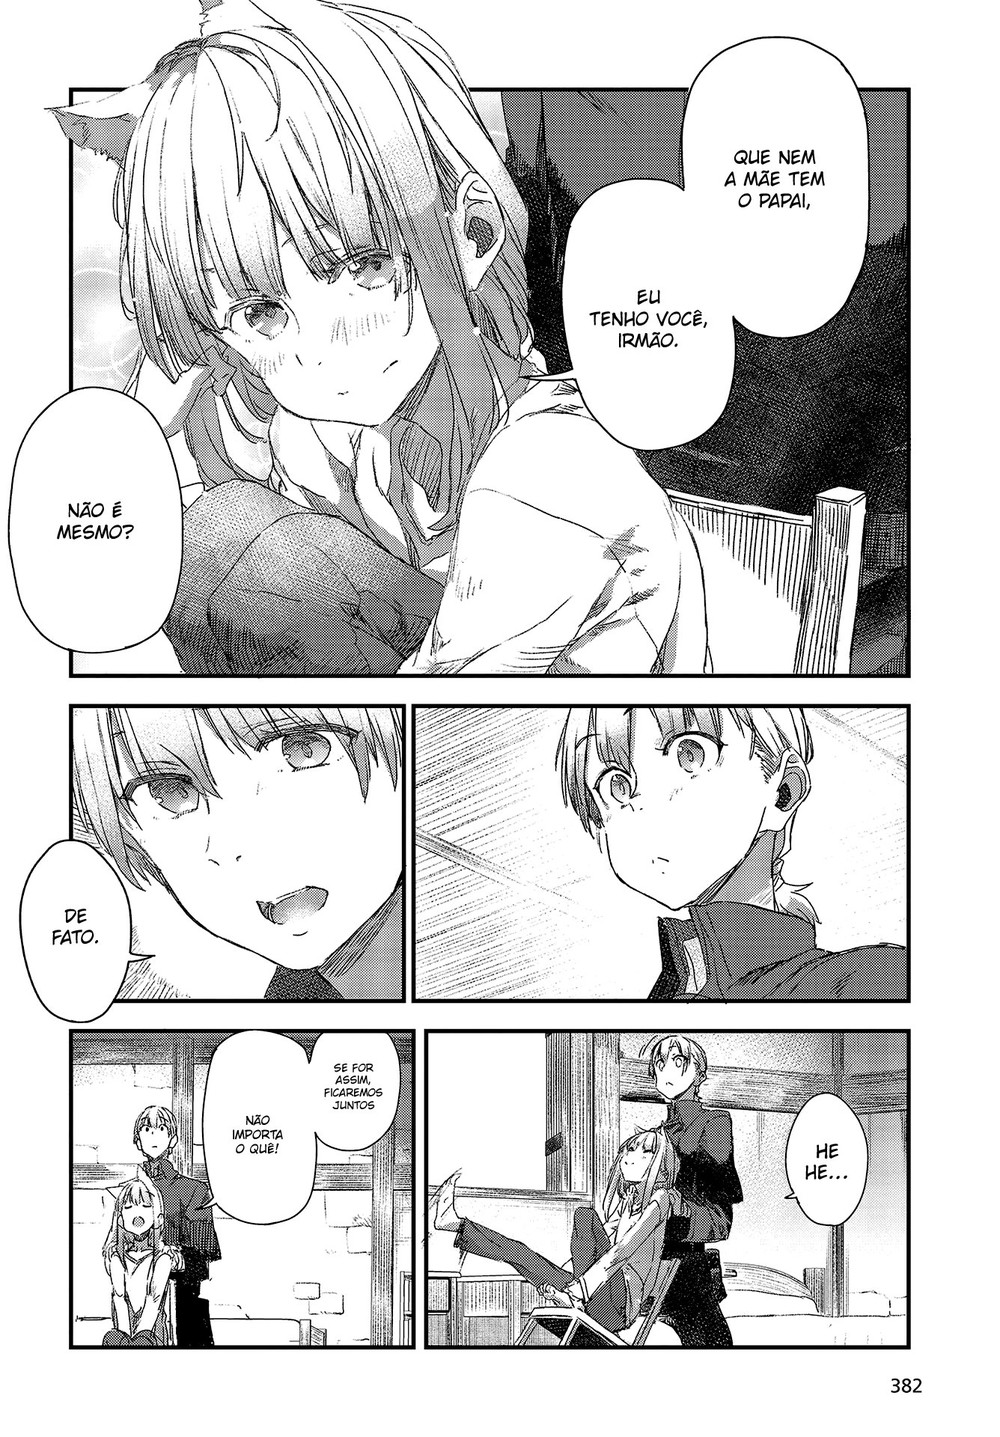 QUE NEM
A MÃE TEM
O PAPAI,
EU
TENHO VOCÊ,
IRMÃO.
NÃO É
MESMO?
DE
FATO.
HE
HE...
SE FOR
ASSIM,
FICAREMOS
JUNTOS
NÃO
IMPORTA
O QUÊ!
382